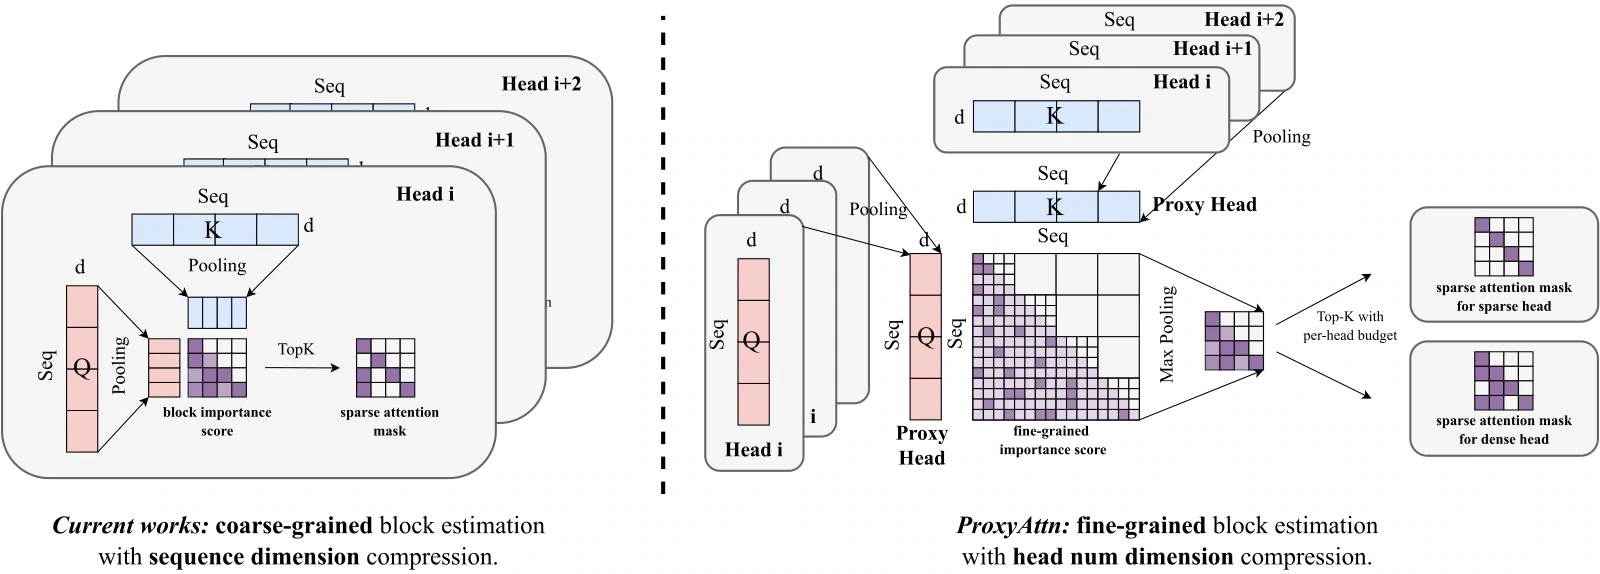 Seq
Head i+2
Seq
Head i+1
Seq
Head i
K
d
Pooling
d
Seq
Q
Pooling
block importance
score
TopK
sparse attention
mask
n
Current works: coarse-grained block estimation
with sequence dimension compression.
Seq
Head i+2
Seq
Head i+1
Seq
Head i
d
K
Pooling
Seq
d
K
Proxy Head
Seq
d
d
d
Pooling
d
Seq
Q
Head i
i
Seq
Q
Proxy
Head
Seq
fine-grained
importance score
Max Pooling
Top-K with
per-head budget
sparse attention mask
for sparse head
sparse attention mask
for dense head
ProxyAttn: fine-grained block estimation
with head num dimension compression.